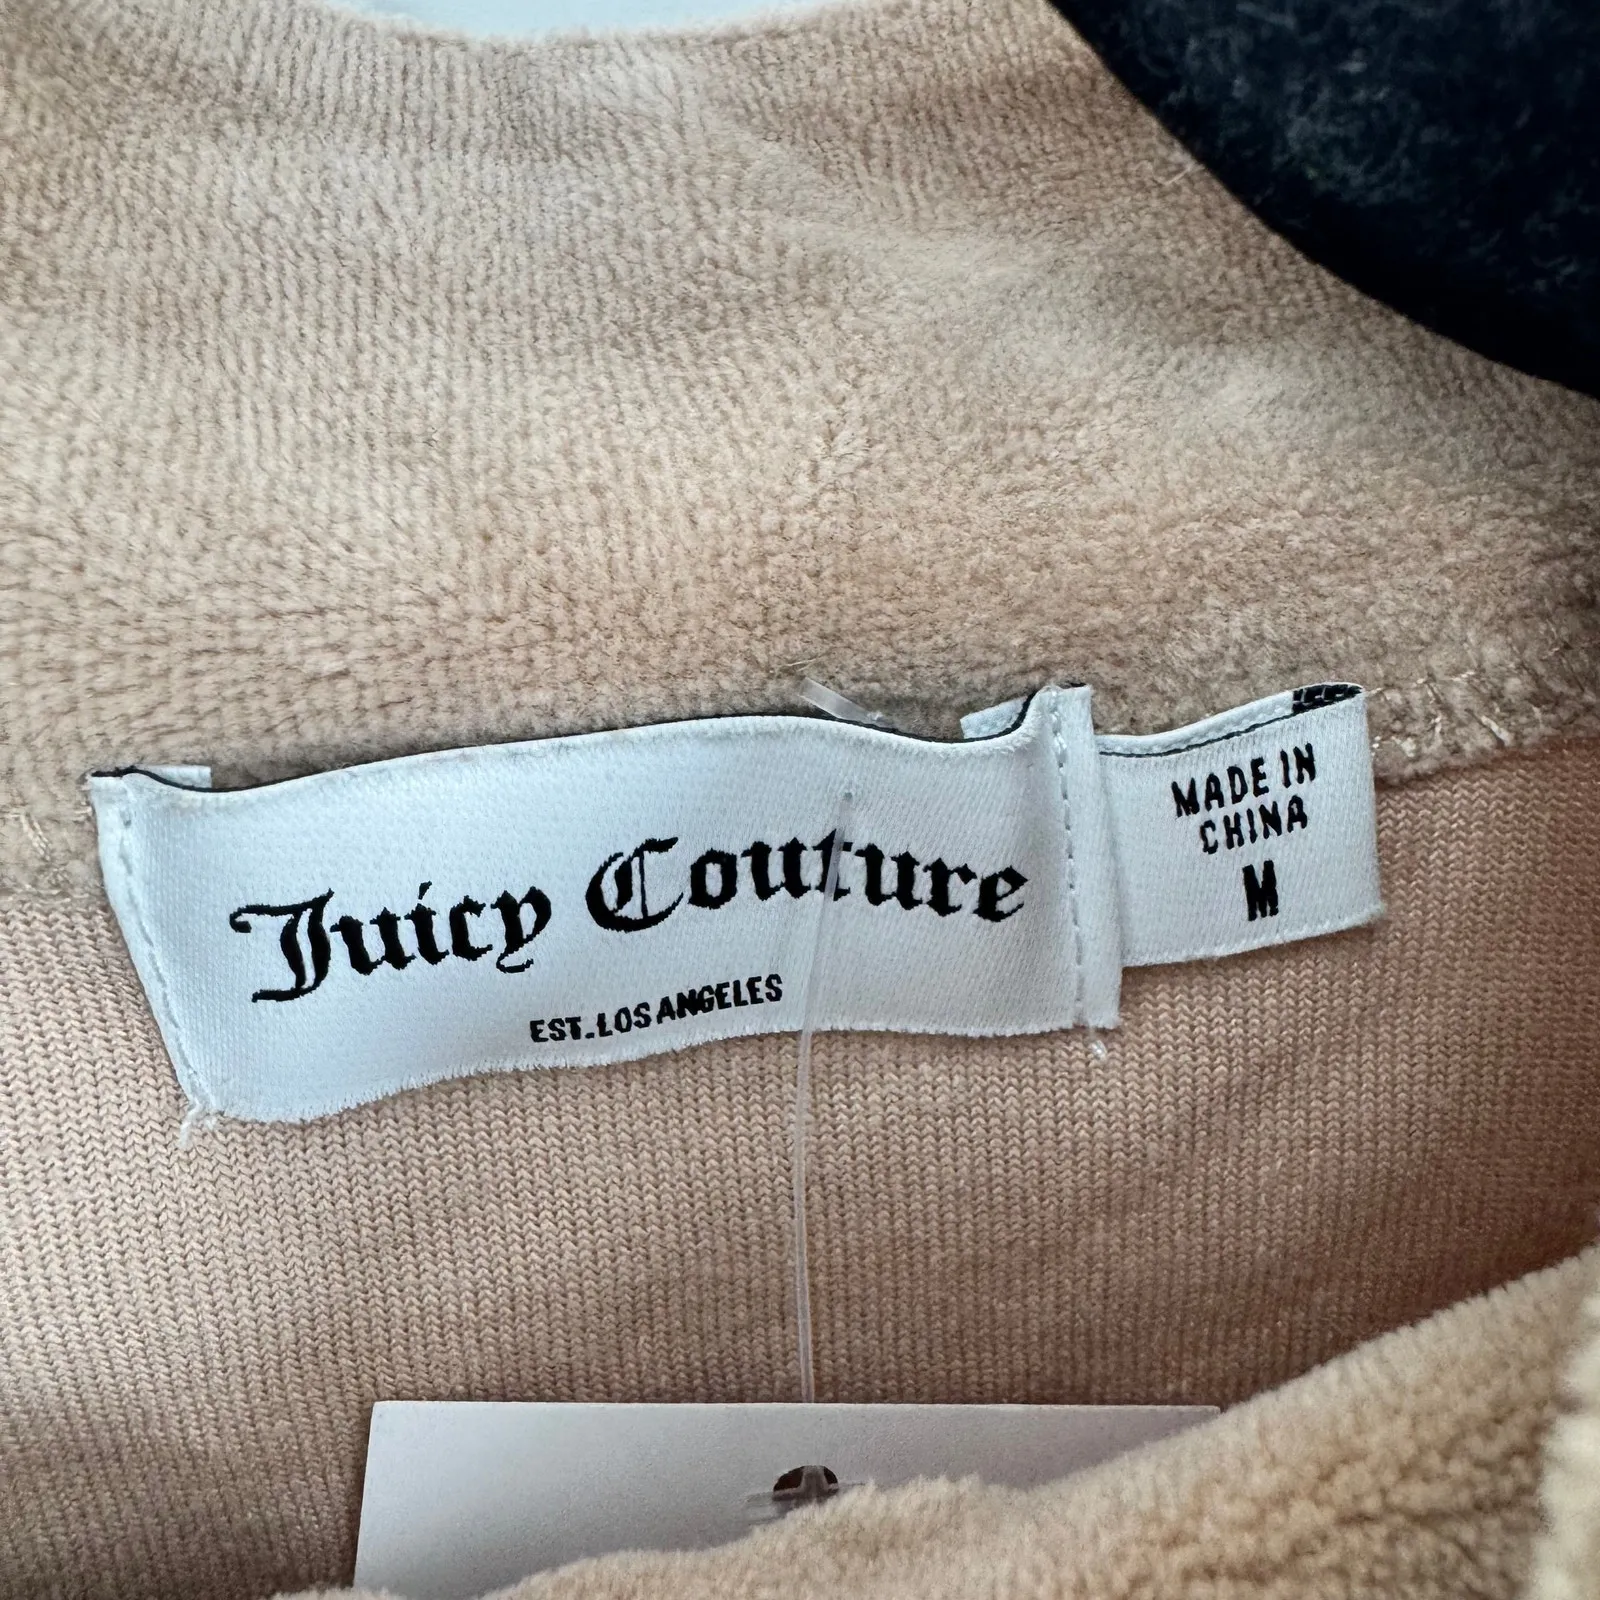 Juicy Couture
EST. LOS ANGELES
MADE IN
CHINA
M